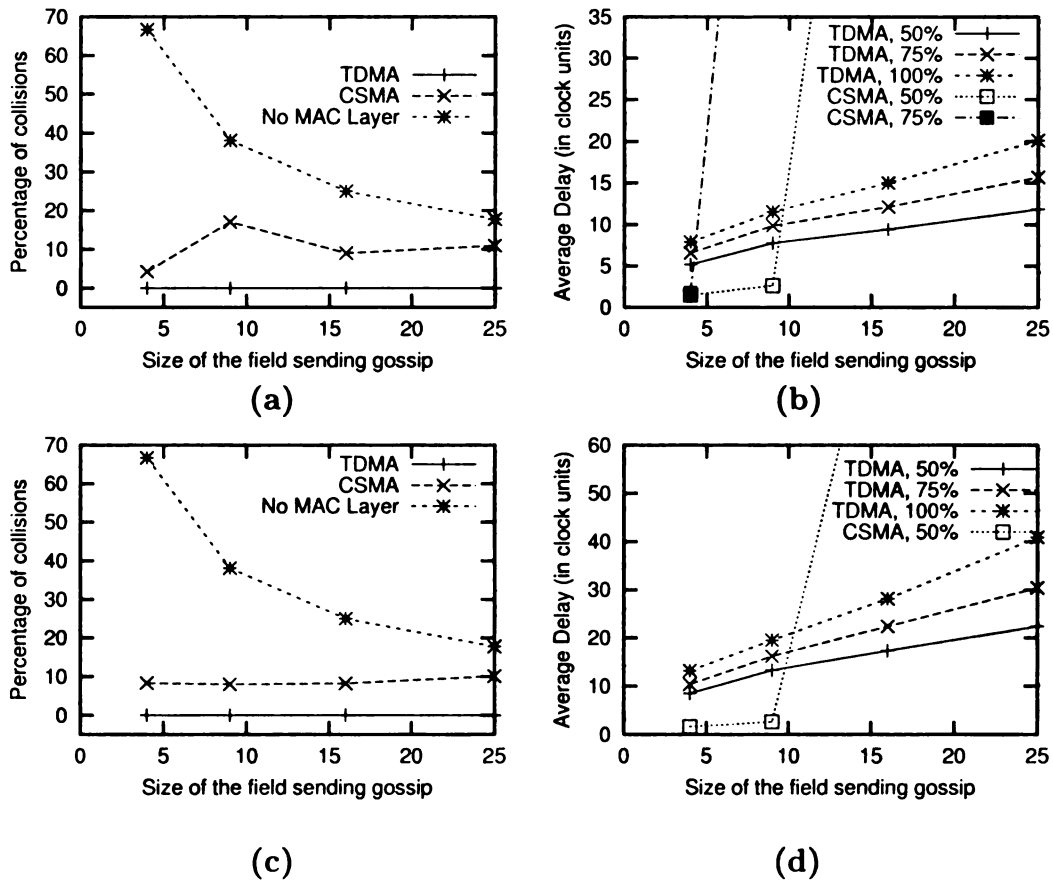 70
60
50
40
30
20
10
0
Percentage of collisions
TDMA
CSMA
No MAC Layer
0 5 10 15 20 25
Size of the field sending gossip
(a)
35
30
25
20
15
10
5
0
Average Delay (in clock units)
TDMA, 50%
TDMA, 75%
TDMA, 100%
CSMA, 50%
CSMA, 75%
0 5 10 15 20 25
Size of the field sending gossip
(b)
70
60
50
40
30
20
10
0
Percentage of collisions
TDMA
CSMA
No MAC Layer
0 5 10 15 20 25
Size of the field sending gossip
(c)
60
50
40
30
20
10
0
Average Delay (in clock units)
TDMA, 50%
TDMA, 75%
TDMA, 100%
CSMA, 50%
0 5 10 15 20 25
Size of the field sending gossip
(d)